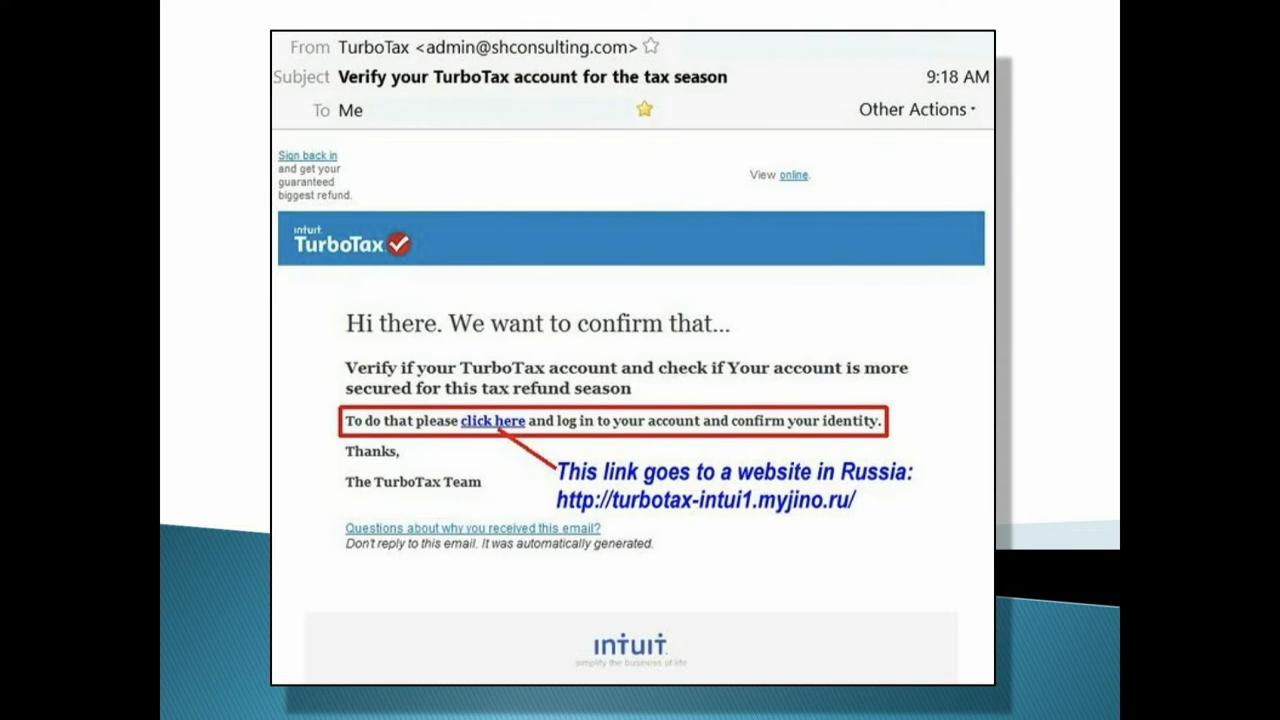 From TurboTax <admin@shconsulting.com>
Subject Verify your TurboTax account for the tax season 9:18 AM
To Me Other Actions
Sign back in
and get your
guaranteed
biggest refund.
View online.
intuit
TurboTax
Hi there. We want to confirm that...
Verify if your TurboTax account and check if Your account is more
secured for this tax refund season
To do that please click here and log in to your account and confirm your identity.
Thanks,
This link goes to a website in Russia:
The TurboTax Team
http://turbotax-intui1.myjino.ru/
Questions about why you received this email?
Don't reply to this email. It was automatically generated.
intuit.
simplify the business of life